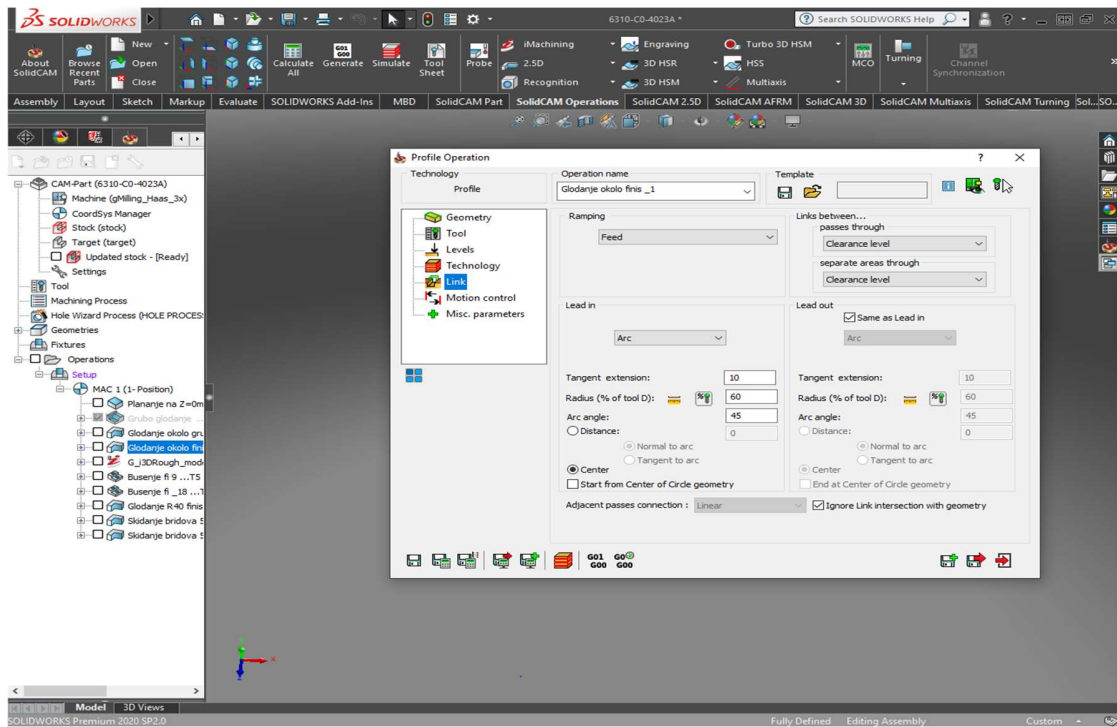 SOLIDWORKS
6310-C0-4023A *
Search SOLIDWORKS Help
About SolidCAM
Browse Recent Parts
New
Open
Close
Calculate All
Generate
Simulate
Tool Sheet
Probe
iMachining
2.5D
Recognition
Engraving
3D HSR
3D HSM
Turbo 3D HSM
HSS
Multiaxis
MCO
Turning
Channel Synchronization
Assembly
Layout
Sketch
Markup
Evaluate
SOLIDWORKS Add-Ins
MBD
SolidCAM Part
SolidCAM Operations
SolidCAM 2.5D
SolidCAM AFRM
SolidCAM 3D
SolidCAM Multiaxis
SolidCAM Turning
Sol...
SO...
CAM-Part (6310-C0-4023A)
Machine (gMilling_Haas_3x)
CoordSys Manager
Stock (stock)
Target (target)
Updated stock - [Ready]
Settings
Tool
Machining Process
Hole Wizard Process (HOLE PROCES
Geometries
Fixtures
Operations
Setup
MAC 1 (1- Position)
Plananje na Z=0m
Grubo glodanje ...
Glodanje okolo gru
Glodanje okolo fini
G_i3DRough_mod
Busenje fi 9 ...T5
Busenje fi _18 ...T
Glodanje R40 finis
Skidanje bridova 5
Skidanje bridova 5
Profile Operation
Technology
Profile
Operation name
Glodanje okolo finis _1
Template
Geometry
Tool
Levels
Technology
Link
Motion control
Misc. parameters
Ramping
Feed
Links between...
passes through
Clearance level
separate areas through
Clearance level
Lead in
Arc
Tangent extension: 10
Radius (% of tool D): 60
Arc angle: 45
Distance: 0
Normal to arc
Tangent to arc
Center
Start from Center of Circle geometry
Lead out
Same as Lead in
Arc
Tangent extension: 10
Radius (% of tool D): 60
Arc angle: 45
Distance: 0
Normal to arc
Tangent to arc
Center
End at Center of Circle geometry
Adjacent passes connection : Linear
Ignore Link intersection with geometry
G01 G00
G00 G00
Model
3D Views
SOLIDWORKS Premium 2020 SP2.0
Fully Defined
Editing Assembly
Custom